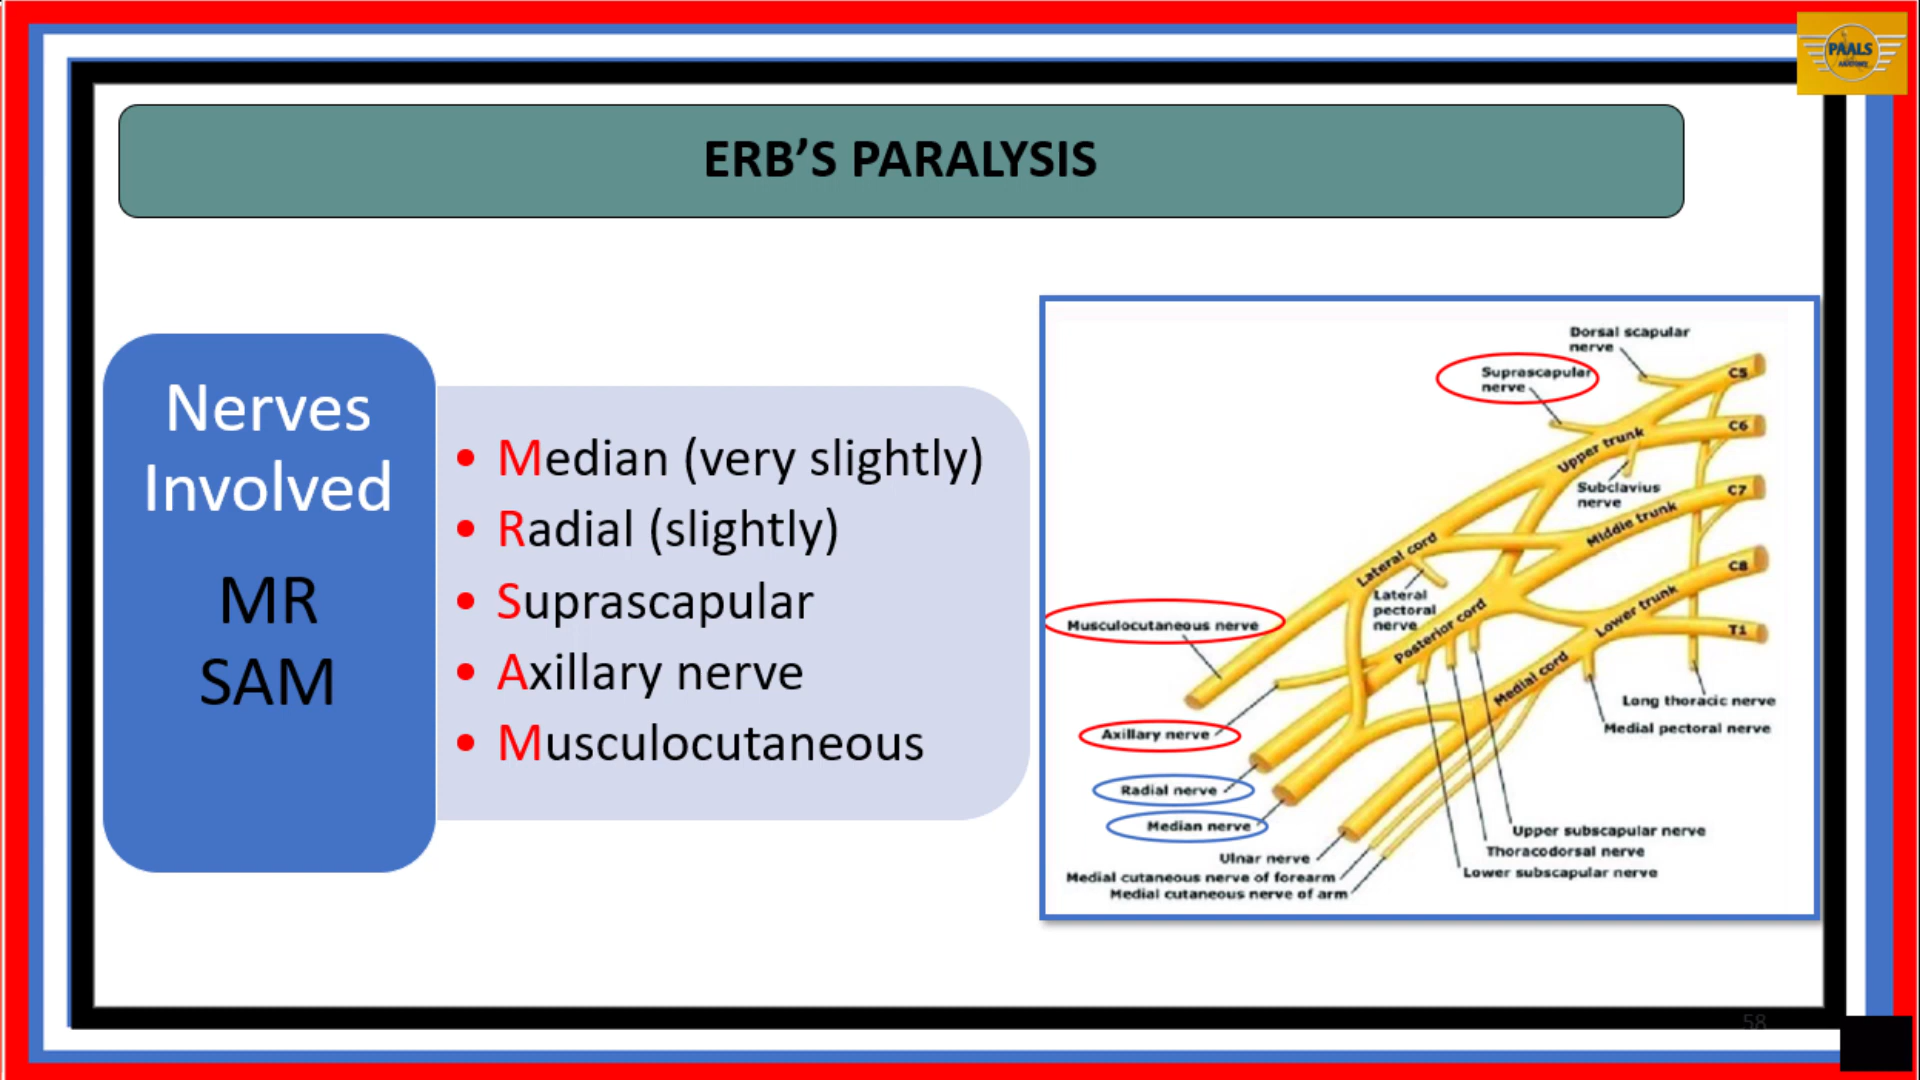 PAALS
ANATOMY
ERB’S PARALYSIS
Nerves
Involved
MR
SAM
• Median (very slightly)
• Radial (slightly)
• Suprascapular
• Axillary nerve
• Musculocutaneous
Dorsal scapular
nerve
Suprascapular
nerve
C5
C6
Upper trunk
Subclavius
nerve
C7
Middle trunk
Lateral cord
C8
Lateral
pectoral
nerve
Lower trunk
Posterior cord
Musculocutaneous nerve
T1
Medial cord
Long thoracic nerve
Medial pectoral nerve
Axillary nerve
Radial nerve
Median nerve
Upper subscapular nerve
Thoracodorsal nerve
Ulnar nerve
Lower subscapular nerve
Medial cutaneous nerve of forearm
Medial cutaneous nerve of arm
58